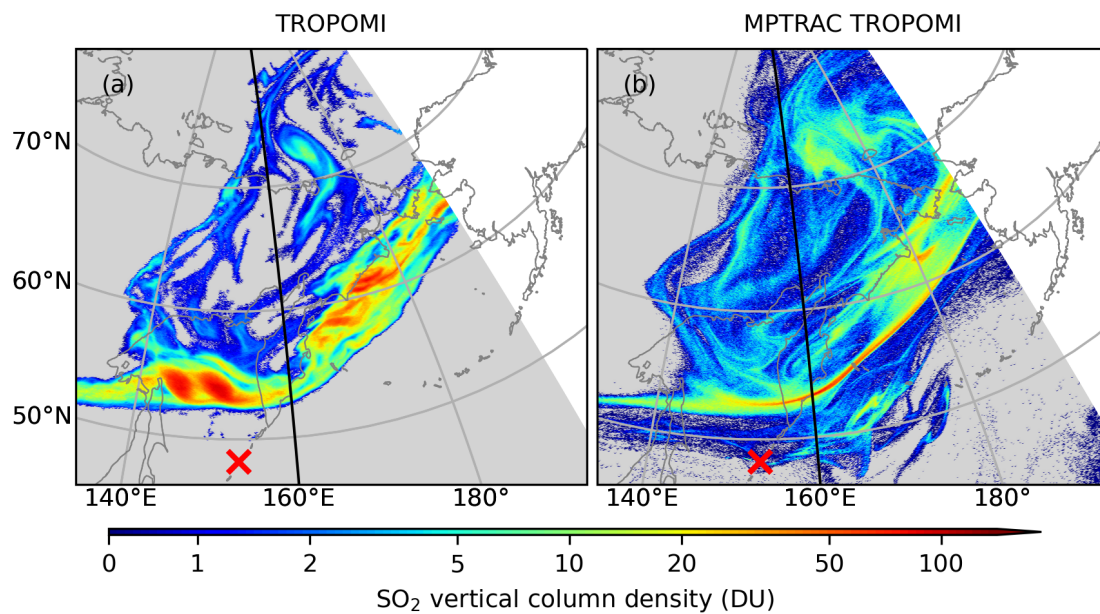 TROPOMI
MPTRAC TROPOMI
(a)
(b)
70°N
60°N
50°N
140°E
160°E
180°
140°E
160°E
180°
0 1 2 5 10 20 50 100
SO₂ vertical column density (DU)